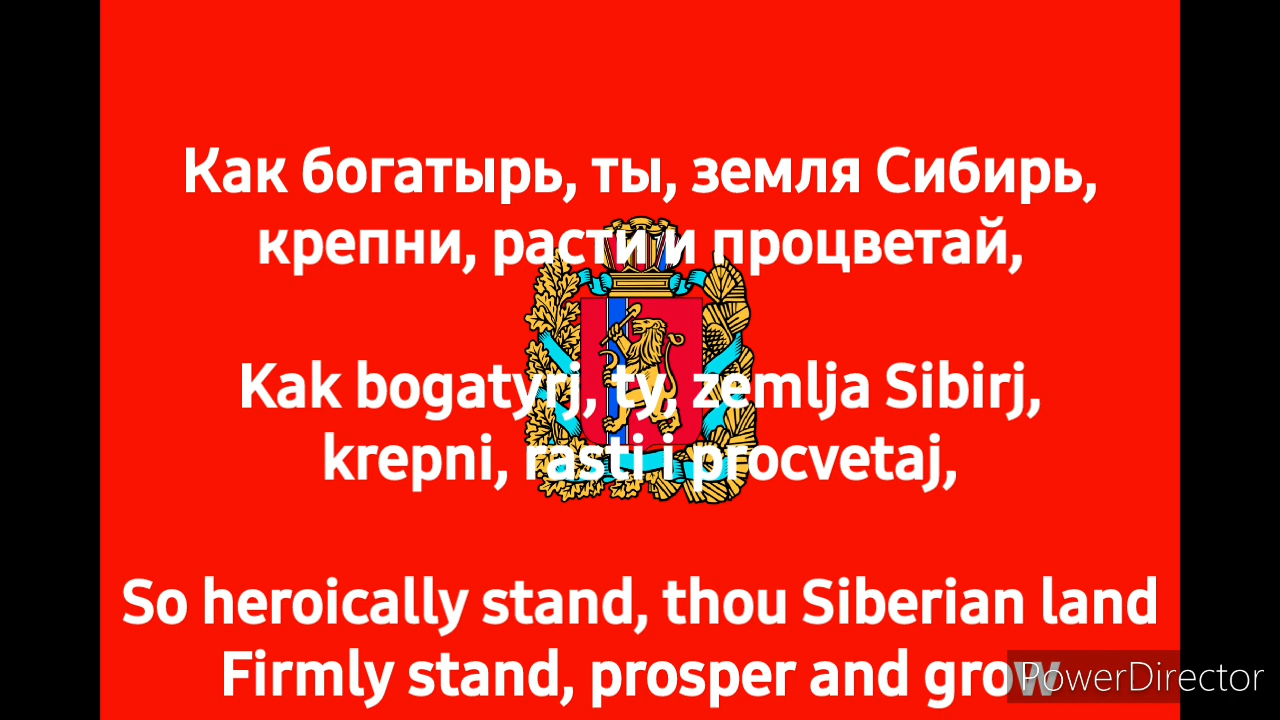 Как богатырь, ты, земля Сибирь,
крепни, расти и процветай,
Kak bogatyrj, ty, zemlja Sibirj,
krepni, rasti i procvetaj,
So heroically stand, thou Siberian land
Firmly stand, prosper and grow
PowerDirector